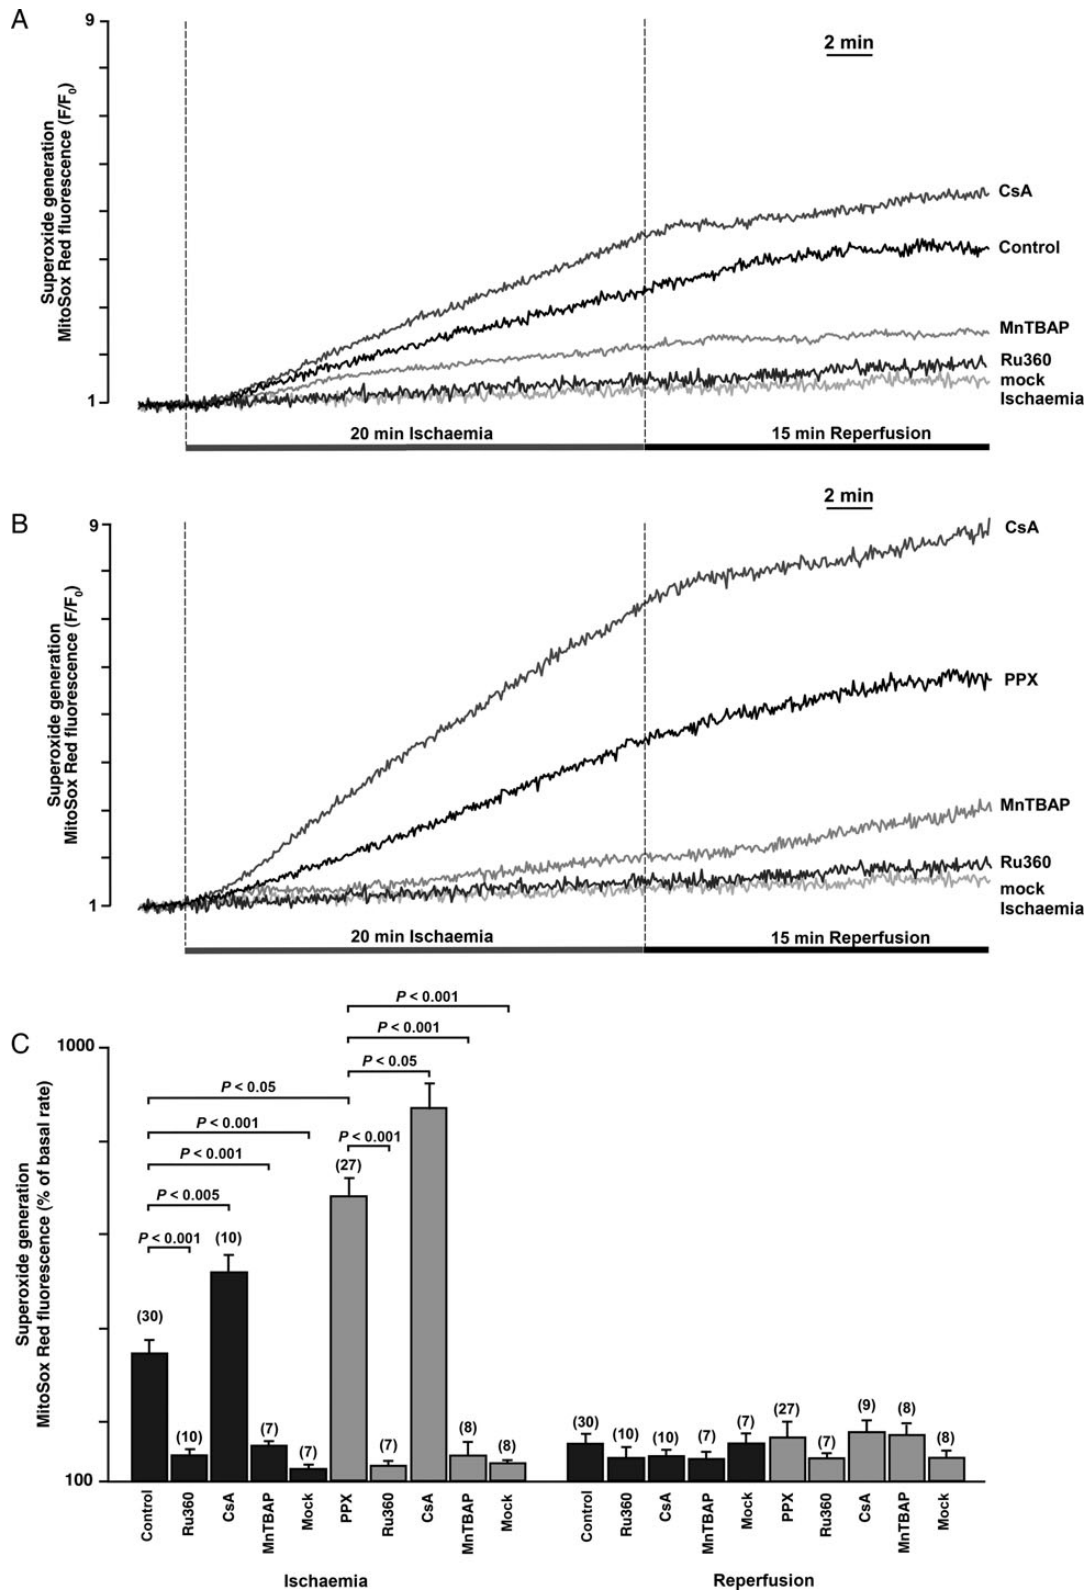 A
9
2 min
Superoxide generation
MitoSox Red fluorescence (F/F0)
CsA
Control
MnTBAP
Ru360
mock
Ischaemia
1
20 min Ischaemia
15 min Reperfusion
2 min
B
9
Superoxide generation
MitoSox Red fluorescence (F/F0)
CsA
PPX
MnTBAP
Ru360
mock
Ischaemia
1
20 min Ischaemia
15 min Reperfusion
C
1000
Superoxide generation
MitoSox Red fluorescence (% of basal rate)
P < 0.001
P < 0.001
P < 0.05
P < 0.05
P < 0.001
P < 0.001
P < 0.001
P < 0.005
P < 0.001
(30)
(10)
(10)
(7)
(7)
(27)
(7)
(8)
(8)
(30)
(10)
(10)
(7)
(7)
(27)
(7)
(9)
(8)
(8)
100
Control
Ru360
CsA
MnTBAP
Mock
PPX
Ru360
CsA
MnTBAP
Mock
Control
Ru360
CsA
MnTBAP
Mock
PPX
Ru360
CsA
MnTBAP
Mock
Ischaemia
Reperfusion